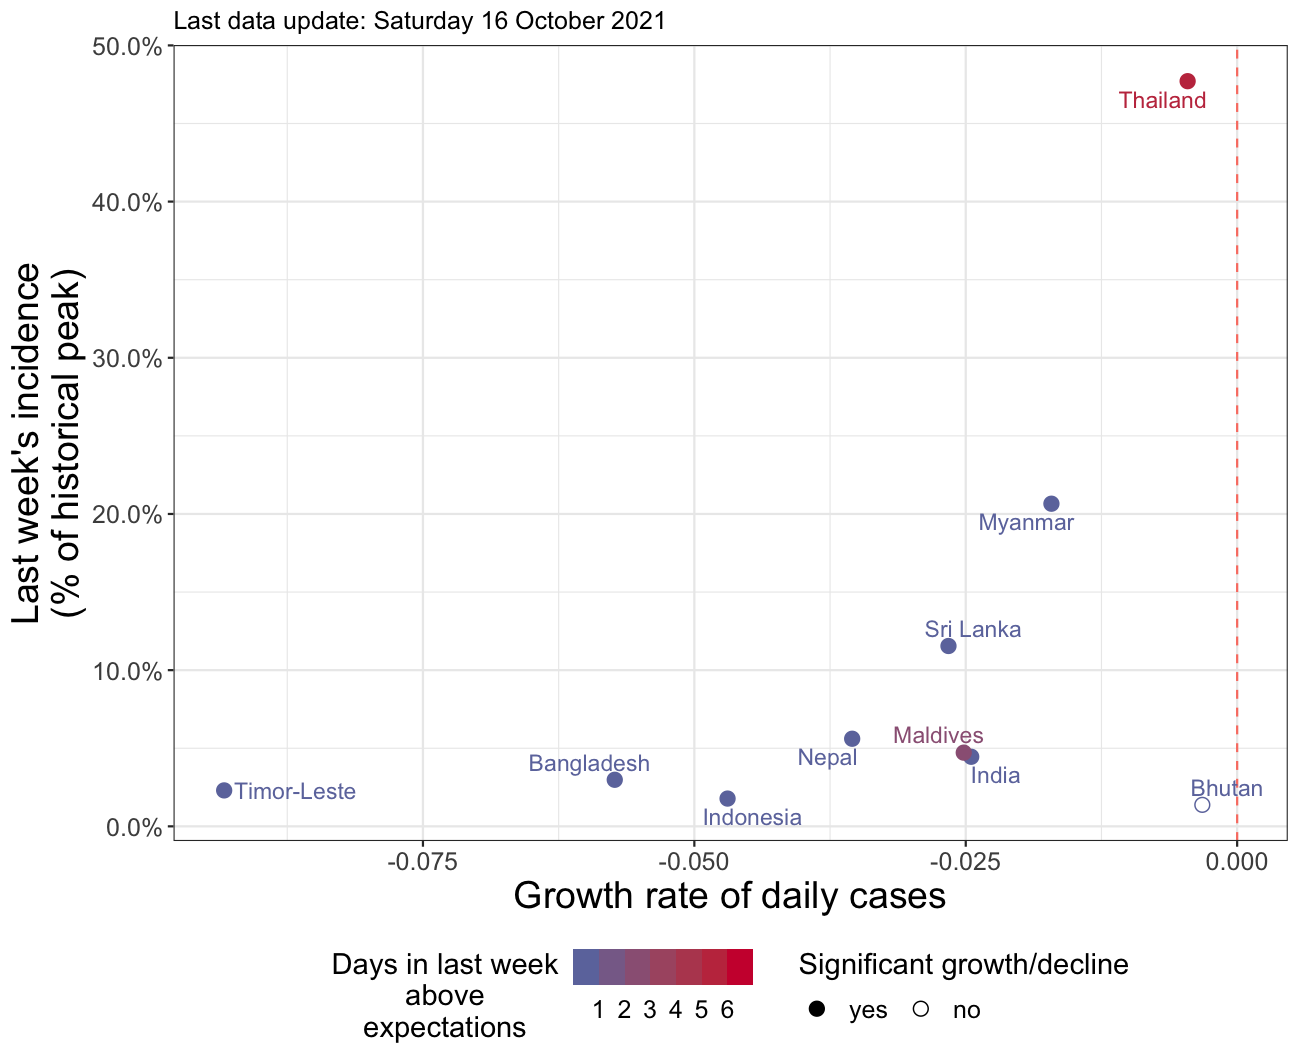 Last data update: Saturday 16 October 2021
50.0%
40.0%
30.0%
20.0%
10.0%
0.0%
Last week's incidence
(% of historical peak)
Thailand
Myanmar
Sri Lanka
Maldives
Nepal
India
Bangladesh
Timor-Leste
Indonesia
Bhutan
-0.075 -0.050 -0.025 0.000
Growth rate of daily cases
Days in last week
above
expectations
1 2 3 4 5 6
Significant growth/decline
yes no